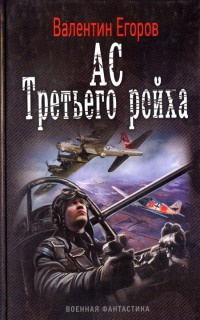 Валентин Егоров
АС
Третьего рейха
ВОЕННАЯ ФАНТАСТИКА